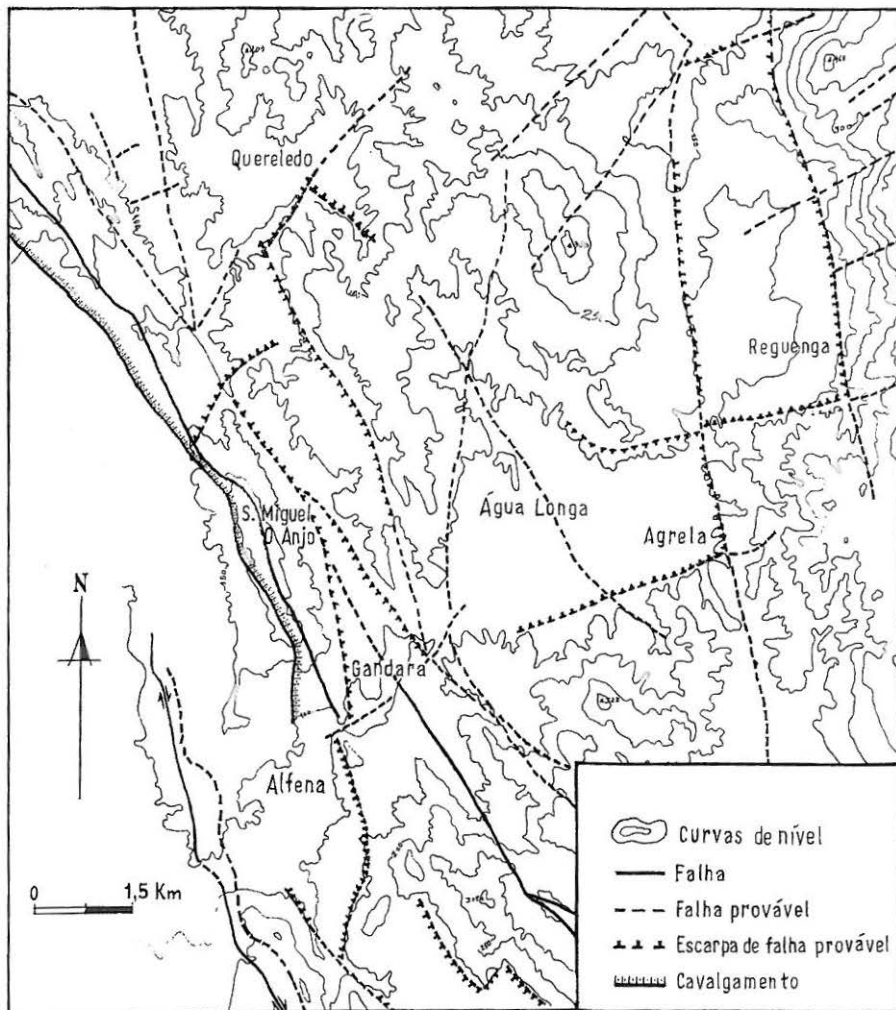 Quereledo
Reguenga
Água Longa
S. Miguel
O Anjo
Agrela
N
Gandara
Alfena
0 1,5 Km
Curvas de nível
Falha
Falha provável
Escarpa de falha provável
Cavalgamento